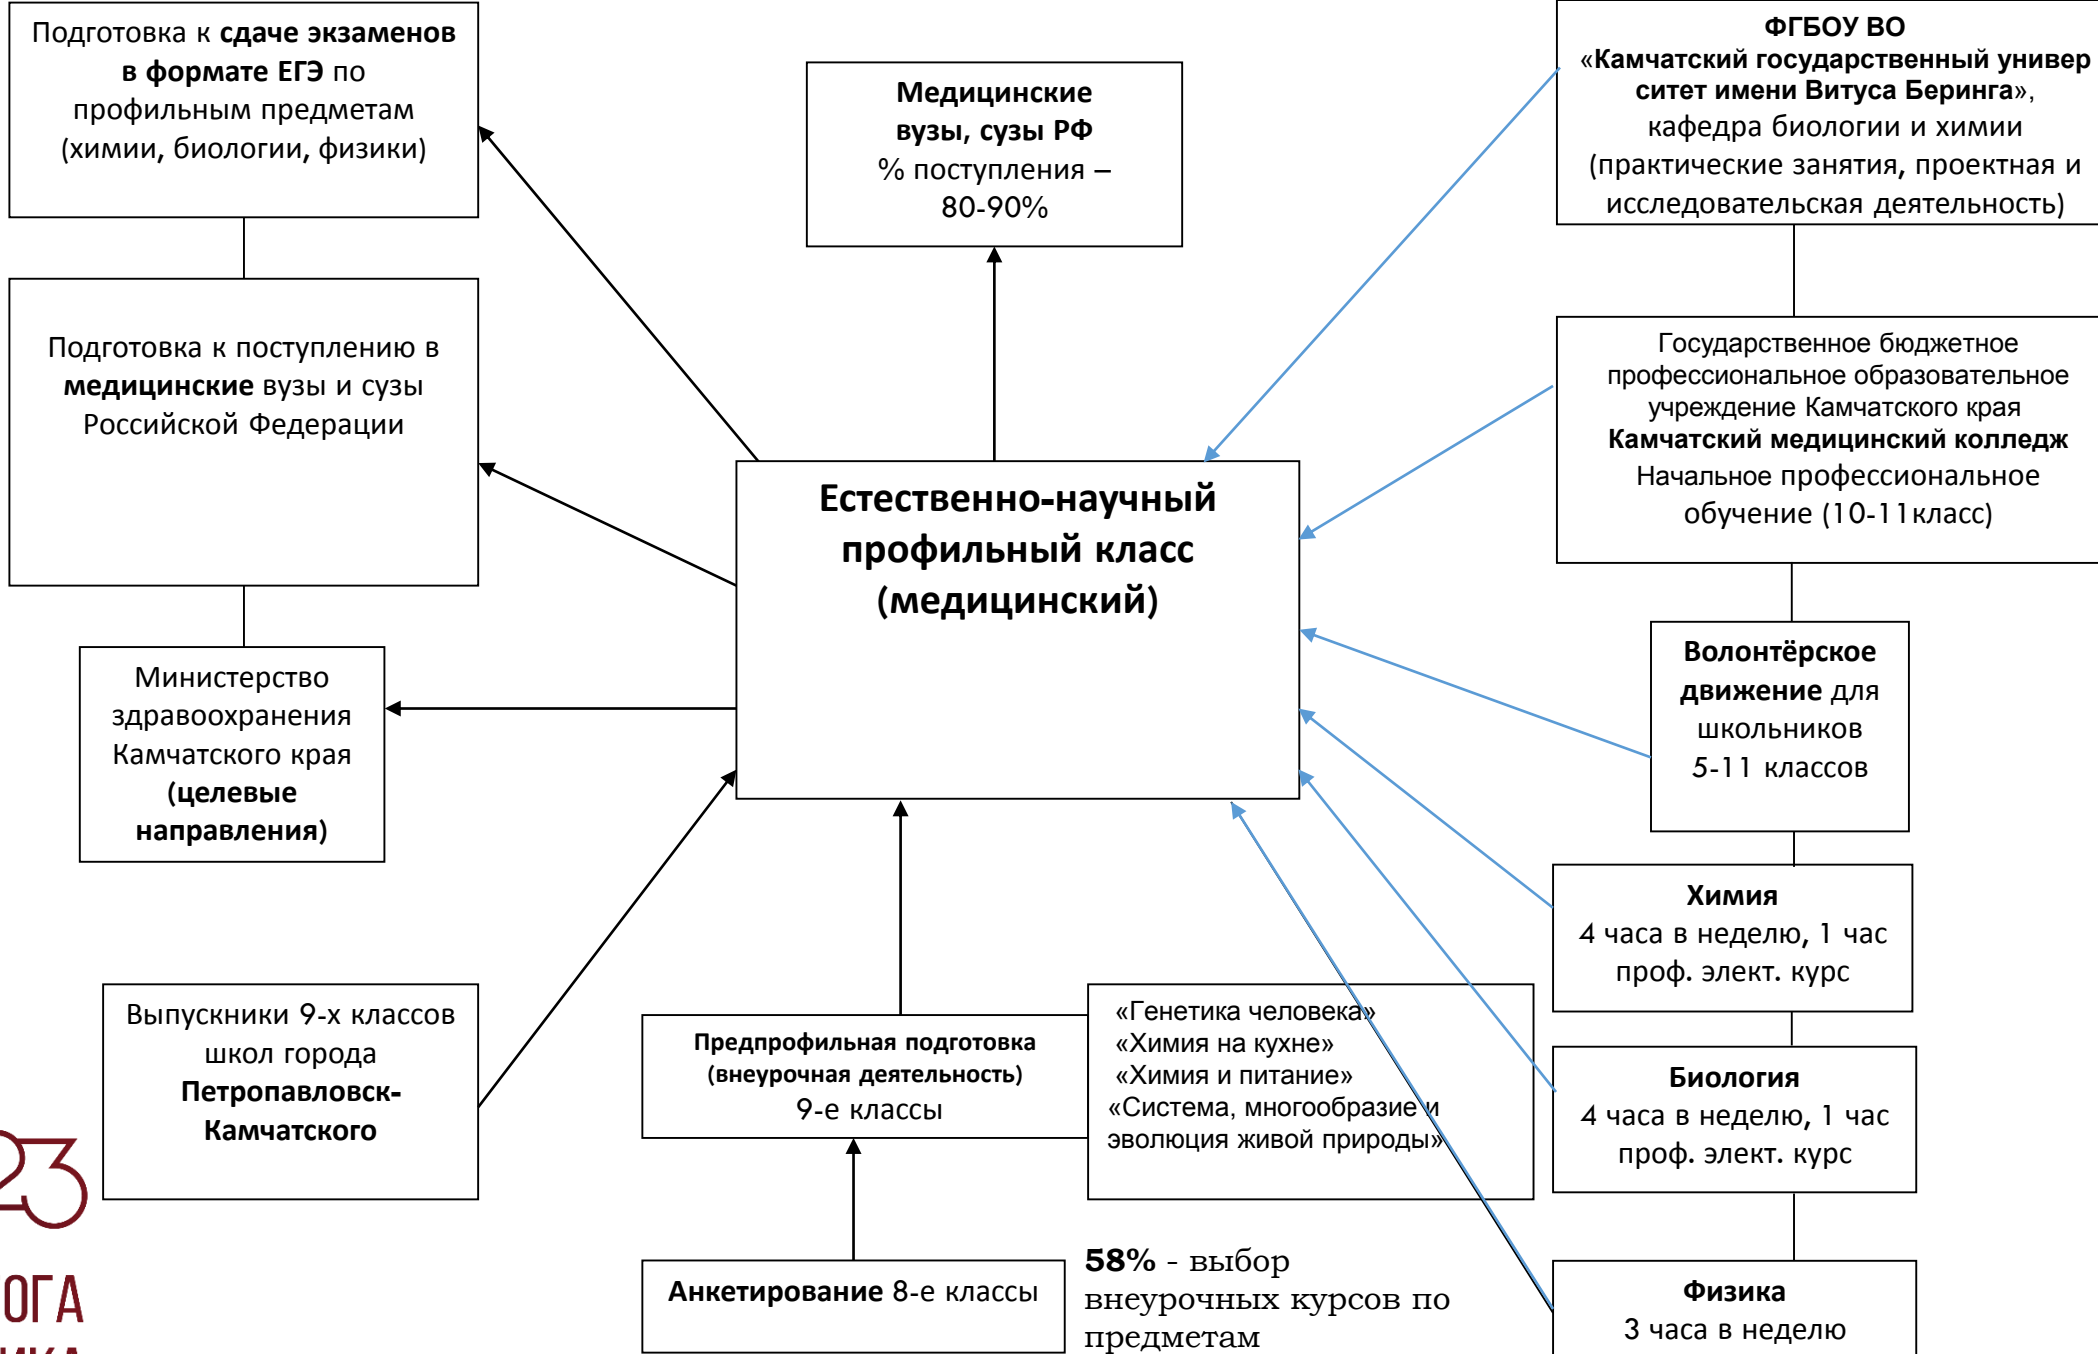 Подготовка к сдаче экзаменов
в формате ЕГЭ по
профильным предметам
(химии, биологии, физики)
Медицинские
вузы, сузы РФ
% поступления –
80-90%
ФГБОУ ВО
«Камчатский государственный универ
ситет имени Витуса Беринга»,
кафедра биологии и химии
(практические занятия, проектная и
исследовательская деятельность)
Подготовка к поступлению в
медицинские вузы и сузы
Российской Федерации
Государственное бюджетное
профессиональное образовательное
учреждение Камчатского края
Камчатский медицинский колледж
Начальное профессиональное
обучение (10-11класс)
Естественно-научный
профильный класс
(медицинский)
Министерство
здравоохранения
Камчатского края
(целевые
направления)
Волонтёрское
движение для
школьников
5-11 классов
Химия
4 часа в неделю, 1 час
проф. элект. курс
Выпускники 9-х классов
школ города
Петропавловск-
Камчатского
Предпрофильная подготовка
(внеурочная деятельность)
9-е классы
«Генетика человека»
«Химия на кухне»
«Химия и питание»
«Система, многообразие и
эволюция живой природы»
Биология
4 часа в неделю, 1 час
проф. элект. курс
Анкетирование 8-е классы
58% - выбор
внеурочных курсов по
предметам
Физика
3 часа в неделю
23
ОГА